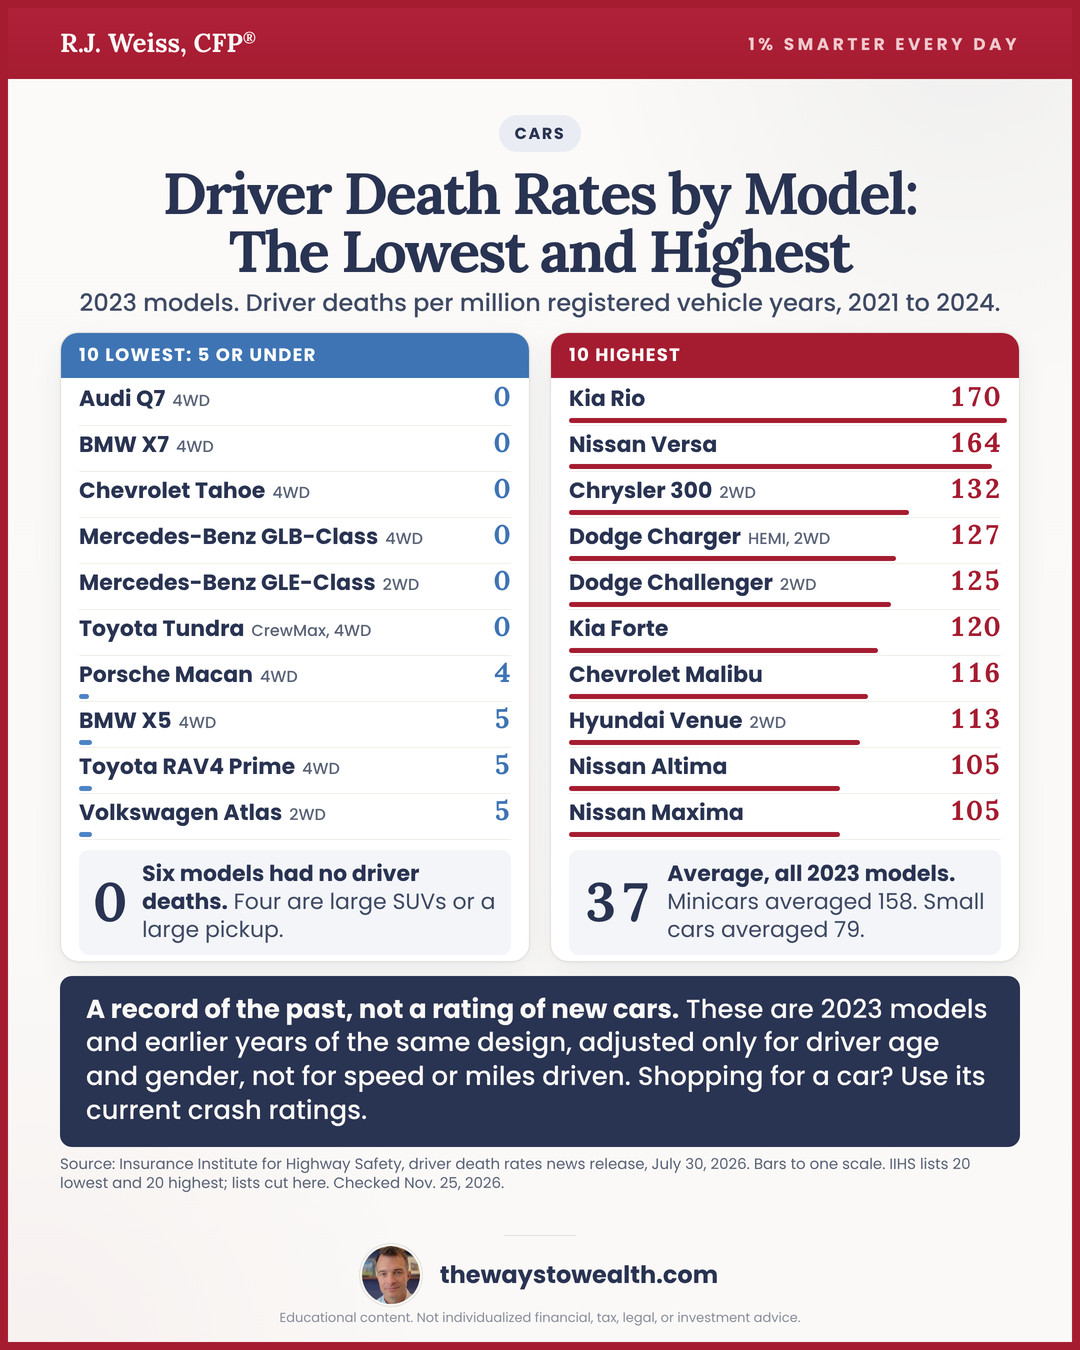 R.J. Weiss, CFP®
1% SMARTER EVERY DAY
CARS
Driver Death Rates by Model:
The Lowest and Highest
2023 models. Driver deaths per million registered vehicle years, 2021 to 2024.
10 LOWEST: 5 OR UNDER
Audi Q7 4WD 0
BMW X7 4WD 0
Chevrolet Tahoe 4WD 0
Mercedes-Benz GLB-Class 4WD 0
Mercedes-Benz GLE-Class 2WD 0
Toyota Tundra CrewMax, 4WD 0
Porsche Macan 4WD 4
BMW X5 4WD 5
Toyota RAV4 Prime 4WD 5
Volkswagen Atlas 2WD 5
0
Six models had no driver
deaths. Four are large SUVs or a
large pickup.
10 HIGHEST
Kia Rio 170
Nissan Versa 164
Chrysler 300 2WD 132
Dodge Charger HEMI, 2WD 127
Dodge Challenger 2WD 125
Kia Forte 120
Chevrolet Malibu 116
Hyundai Venue 2WD 113
Nissan Altima 105
Nissan Maxima 105
37
Average, all 2023 models.
Minicars averaged 158. Small
cars averaged 79.
A record of the past, not a rating of new cars. These are 2023 models
and earlier years of the same design, adjusted only for driver age
and gender, not for speed or miles driven. Shopping for a car? Use its
current crash ratings.
Source: Insurance Institute for Highway Safety, driver death rates news release, July 30, 2026. Bars to one scale. IIHS lists 20
lowest and 20 highest; lists cut here. Checked Nov. 25, 2026.
thewaystowealth.com
Educational content. Not individualized financial, tax, legal, or investment advice.